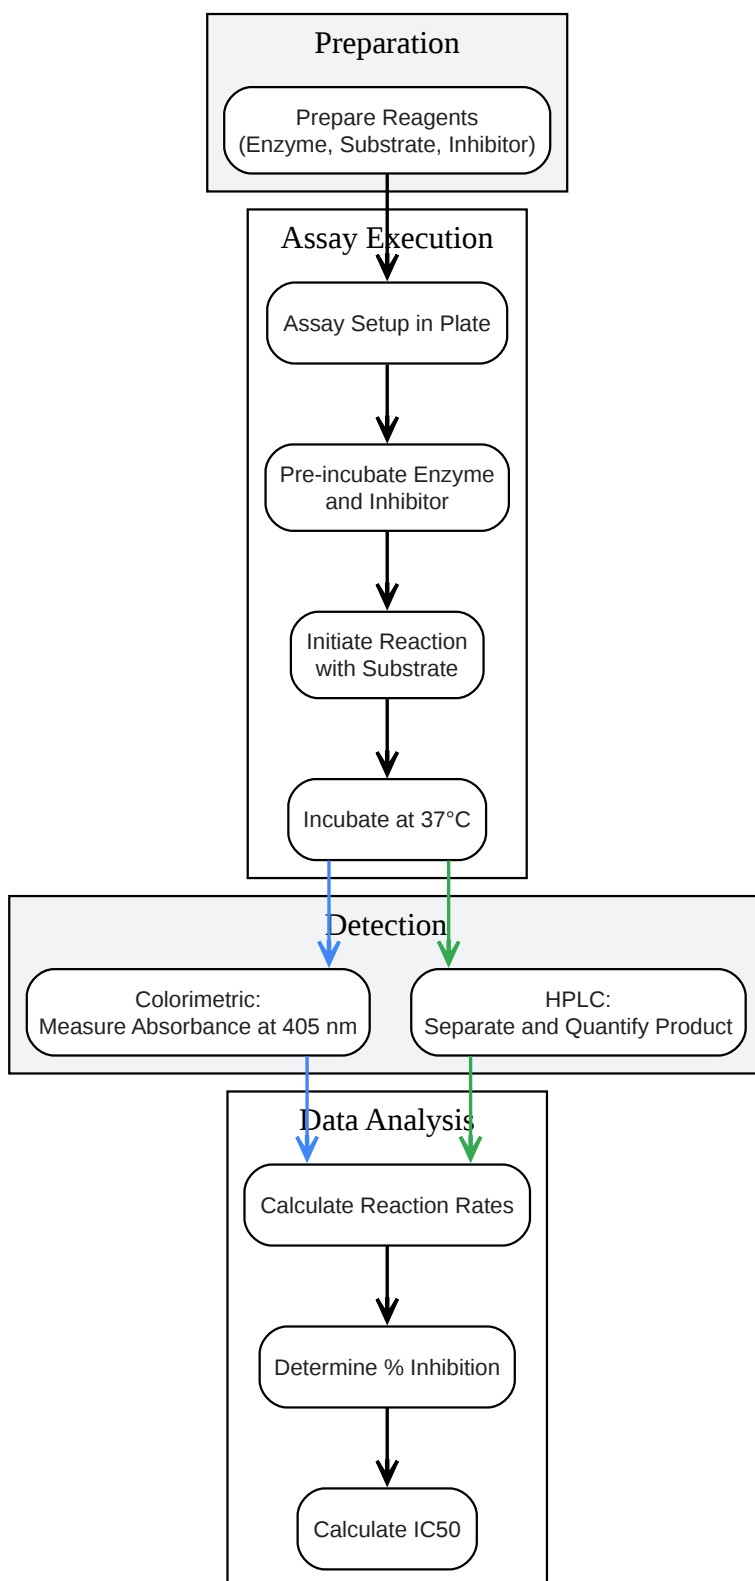 Preparation
Prepare Reagents
(Enzyme, Substrate, Inhibitor)
Assay Execution
Assay Setup in Plate
Pre-incubate Enzyme
and Inhibitor
Initiate Reaction
with Substrate
Incubate at 37°C
Detection
Colorimetric:
Measure Absorbance at 405 nm
HPLC:
Separate and Quantify Product
Data Analysis
Calculate Reaction Rates
Determine % Inhibition
Calculate IC50